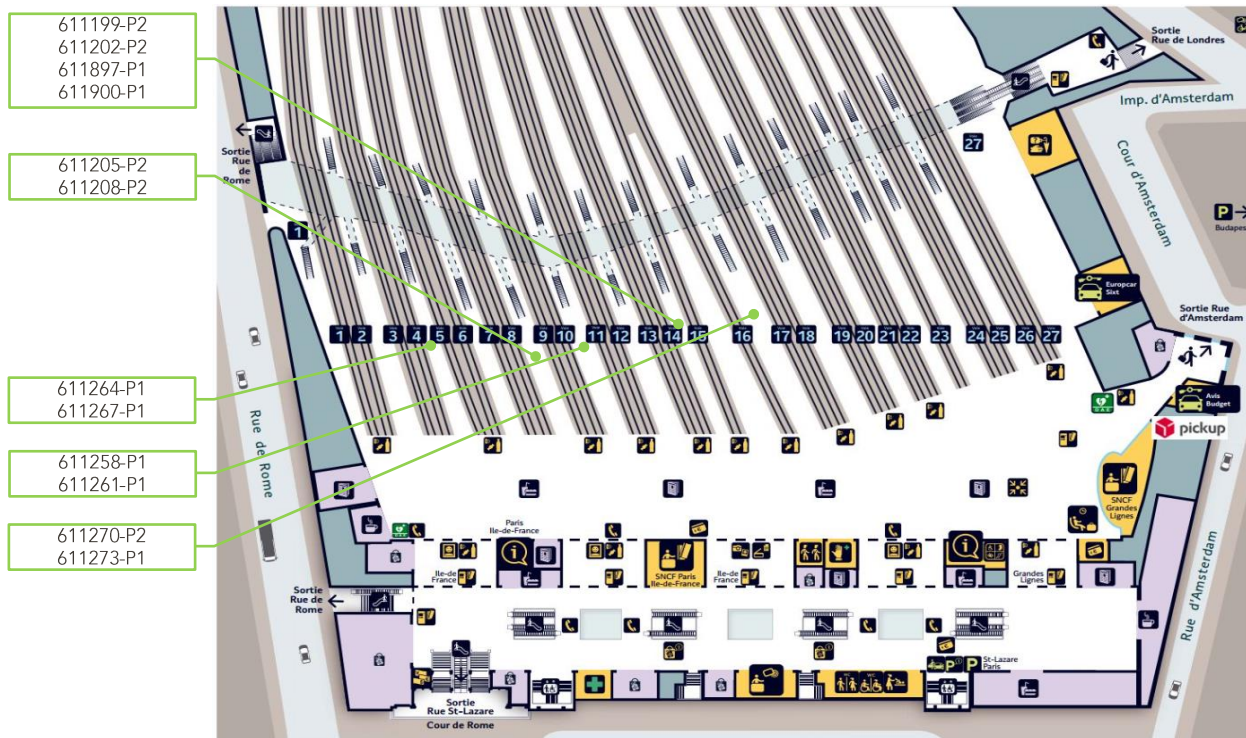 611199-P2
611202-P2
611897-P1
611900-P1
611205-P2
611208-P2
611264-P1
611267-P1
611258-P1
611261-P1
611270-P2
611273-P1
Sortie
Rue de Londres
Imp. d'Amsterdam
Cour d'Amsterdam
27
Sortie
Rue
de
Rome
1
P
Budapes
Europcar
Sixt
Sortie Rue
d'Amsterdam
1 2 3 4 5 6 7 8 9 10 11 12 13 14 15 16 17 18 19 20 21 22 23 24 25 26 27
Avis
Budget
pickup
Rue de Rome
SNCF
Grandes
Lignes
Paris
Ile-de-France
Ile-de
France
SNCF Paris
Ile-de-France
Ile-de
France
Grandes
Lignes
Rue d'Amsterdam
Sortie
Rue de
Rome
P P
St-Lazare
Paris
Sortie
Rue St-Lazare
Cour de Rome